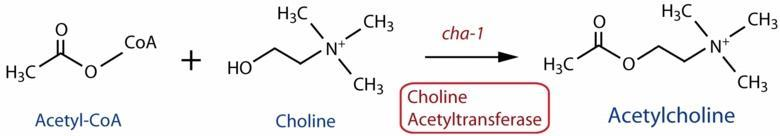 H₃C
O
O
CoA
Acetyl-CoA
+
HO
H₃C
N⁺
CH₃
CH₃
Choline
cha-1
Choline
Acetyltransferase
H₃C
O
O
H₃C
N⁺
CH₃
CH₃
Acetylcholine